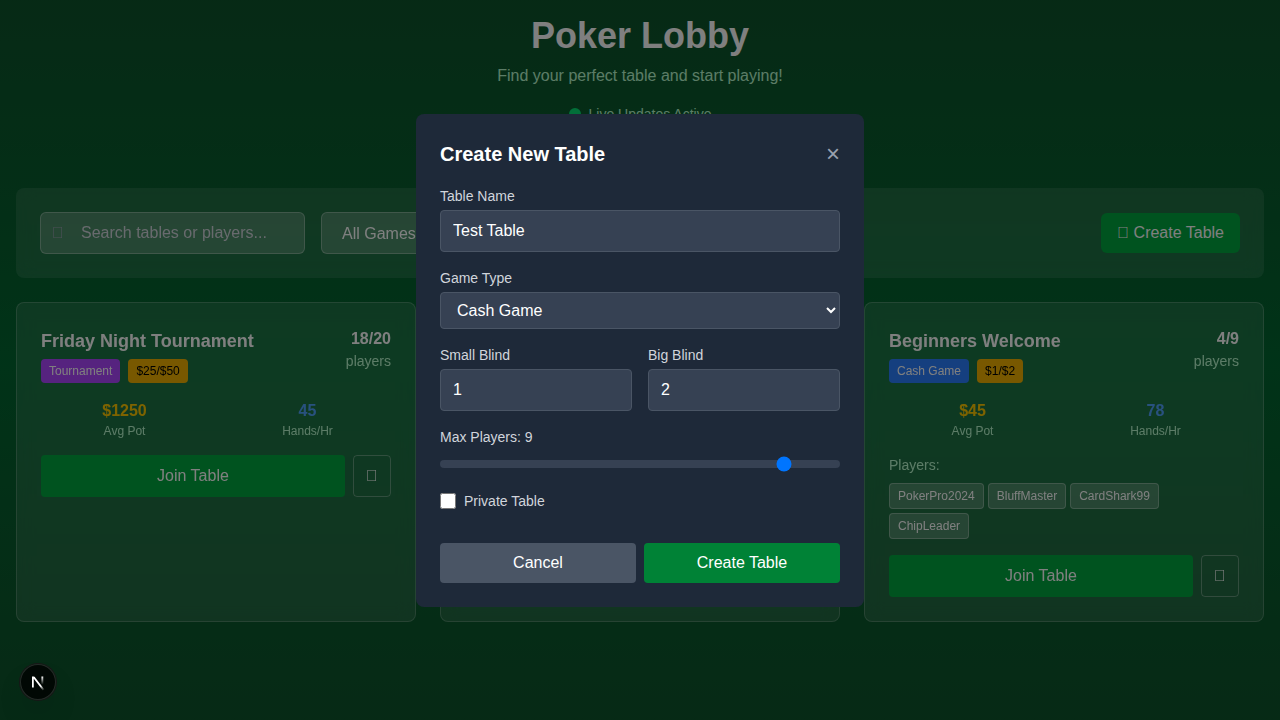 Poker Lobby
Find your perfect table and start playing!
Live Updates Active
Create New Table
×
Table Name
Test Table
Game Type
Cash Game
Small Blind
Big Blind
1
2
Max Players: 9
Private Table
Cancel
Create Table
Search tables or players...
All Games
Create Table
Friday Night Tournament
18/20
players
Tournament
$25/$50
$1250
45
Avg Pot
Hands/Hr
Join Table
Beginners Welcome
4/9
players
Cash Game
$1/$2
$45
78
Avg Pot
Hands/Hr
Players:
PokerPro2024
BluffMaster
CardShark99
ChipLeader
Join Table
N